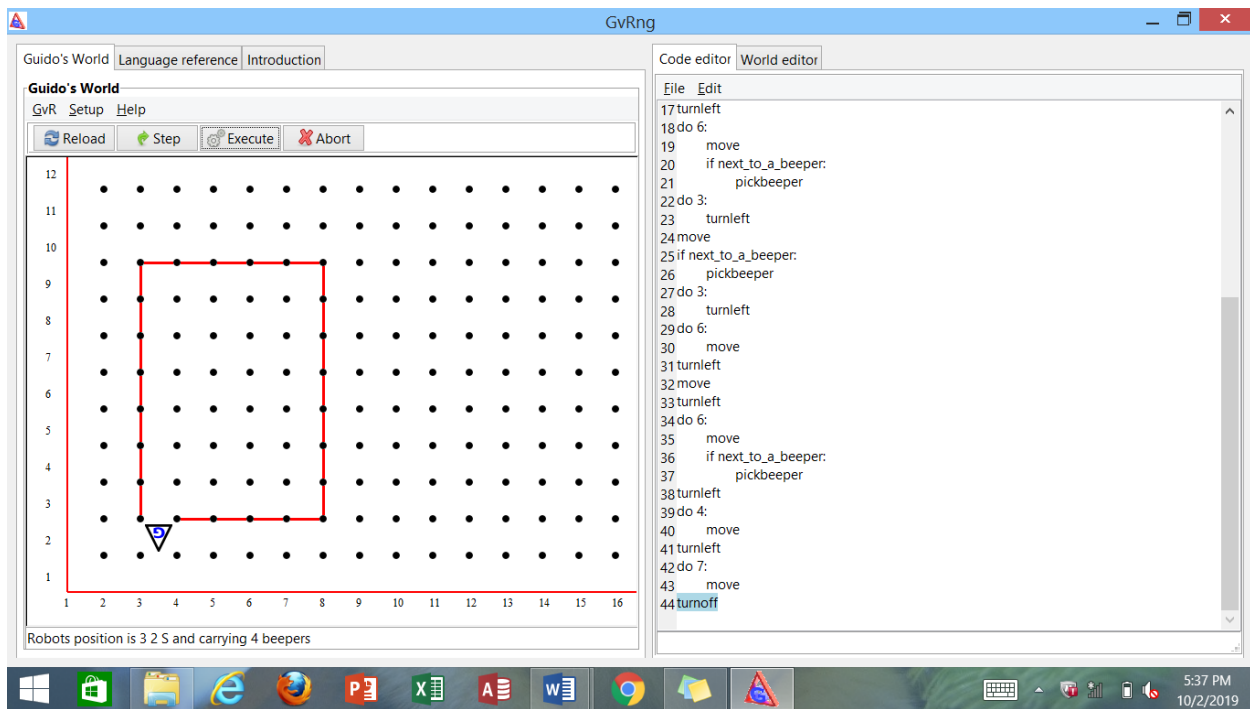 GvRng
Guido's World Language reference Introduction
Guido's World
GvR Setup Help
Reload Step Execute Abort
12
11
10
9
8
7
6
5
4
3
2
1
1 2 3 4 5 6 7 8 9 10 11 12 13 14 15 16
G
Robots position is 3 2 S and carrying 4 beepers
Code editor World editor
File Edit
17 turnleft
18 do 6:
19 move
20 if next_to_a_beeper:
21 pickbeeper
22 do 3:
23 turnleft
24 move
25 if next_to_a_beeper:
26 pickbeeper
27 do 3:
28 turnleft
29 do 6:
30 move
31 turnleft
32 move
33 turnleft
34 do 6:
35 move
36 if next_to_a_beeper:
37 pickbeeper
38 turnleft
39 do 4:
40 move
41 turnleft
42 do 7:
43 move
44 turnoff
5:37 PM
10/2/2019